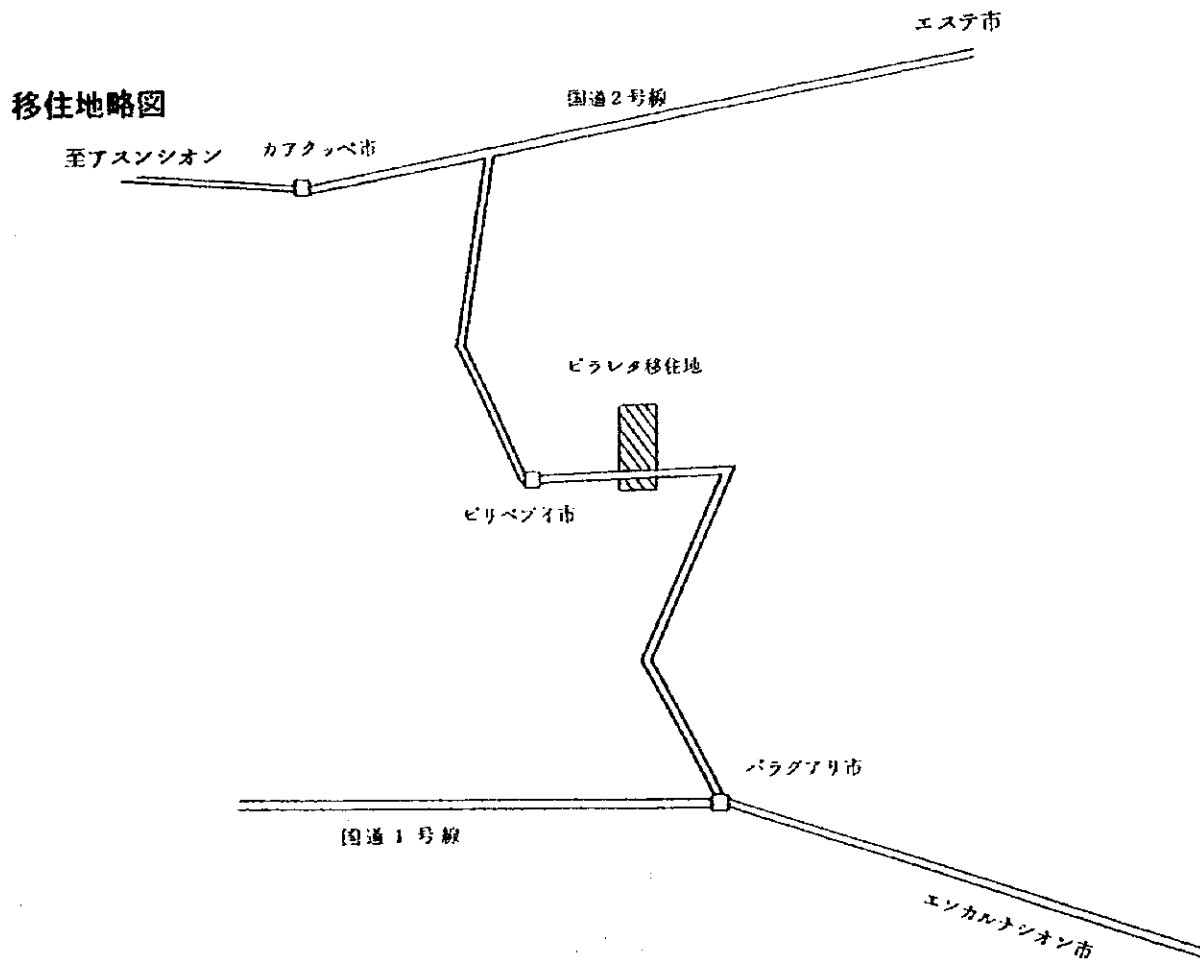 エステ市
国道2号線
移住地略図
至アスンシオン
カアクッペ市
ピラレタ移住地
ピリベブイ市
パラグアリ市
国道1号線
エンカルナシオン市